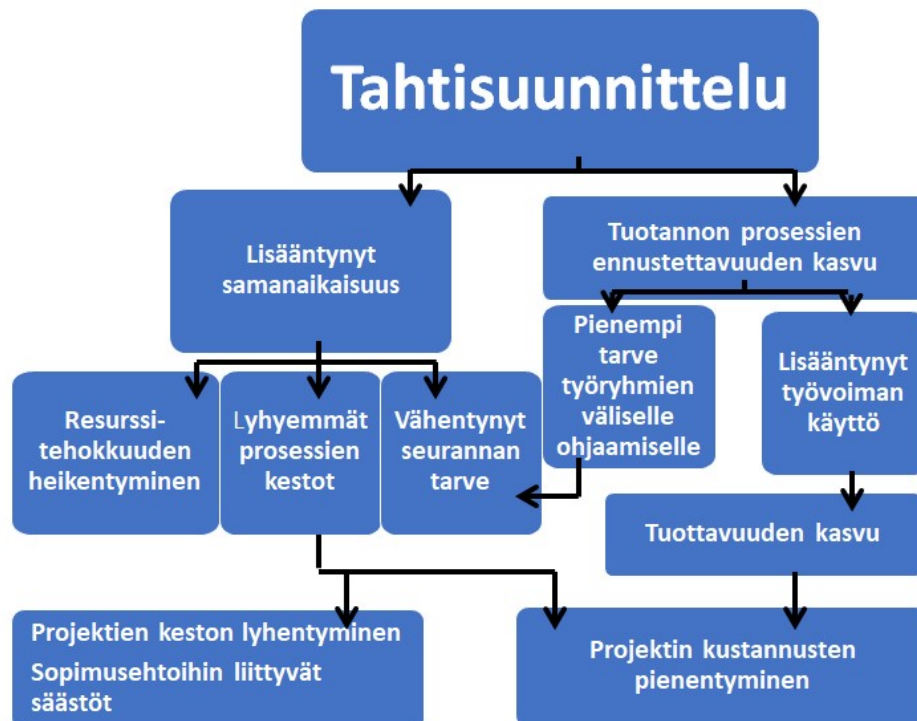 Tahtisuunnittelu
Lisääntynyt
samanaikaisuus
Tuotannon prosessien
ennustettavuuden kasvu
Pienempi
tarve
työryhmien
väliselle
ohjaamiselle
Lisääntynyt
työvoiman
käyttö
Resurssi-
tehokkuuden
heikentyminen
Lyhyemmät
prosessien
kestot
Vähentynyt
seurannan
tarve
Tuottavuuden kasvu
Projektien keston lyhentyminen
Sopimusehtoihin liittyvät
säästöt
Projektin kustannusten
pienentyminen